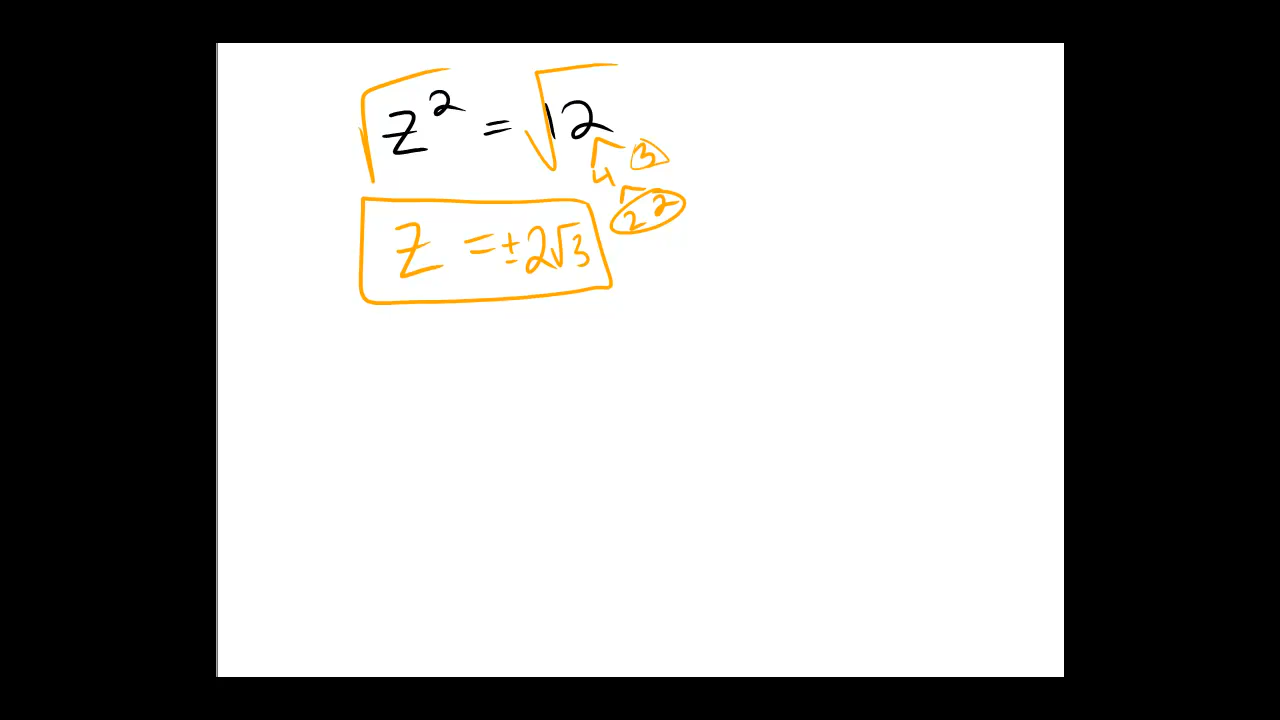 √z² = √12
4 3
2 2
z = ±2√3